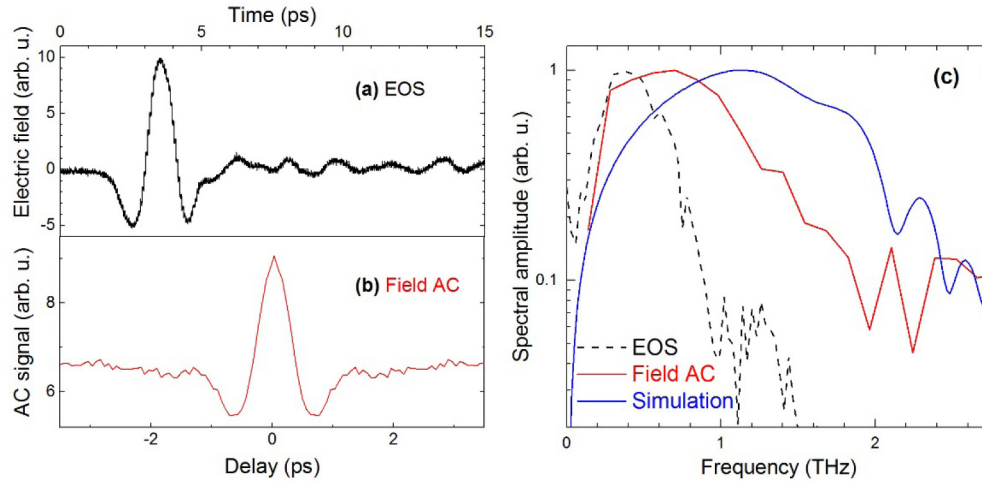 Time (ps)
0 5 10 15
10
5
0
-5
Electric field (arb. u.)
(a) EOS
8
6
AC signal (arb. u.)
(b) Field AC
-2 0 2
Delay (ps)
1
0.1
Spectral amplitude (arb. u.)
(c)
EOS
Field AC
Simulation
0 1 2
Frequency (THz)